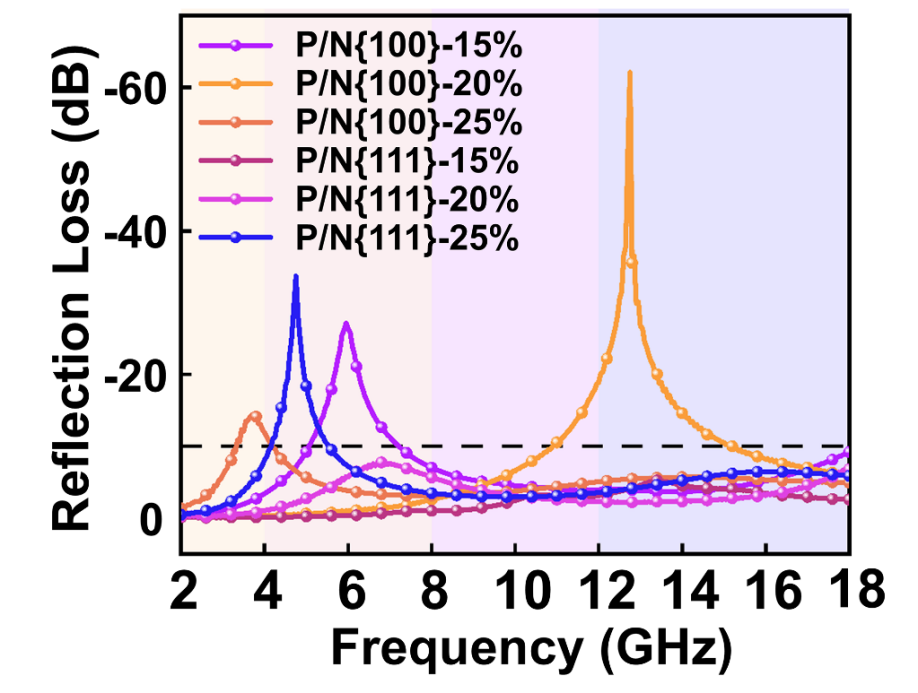 P/N{100}-15%
P/N{100}-20%
P/N{100}-25%
P/N{111}-15%
P/N{111}-20%
P/N{111}-25%
Reflection Loss (dB)
-60
-40
-20
0
2 4 6 8 10 12 14 16 18
Frequency (GHz)